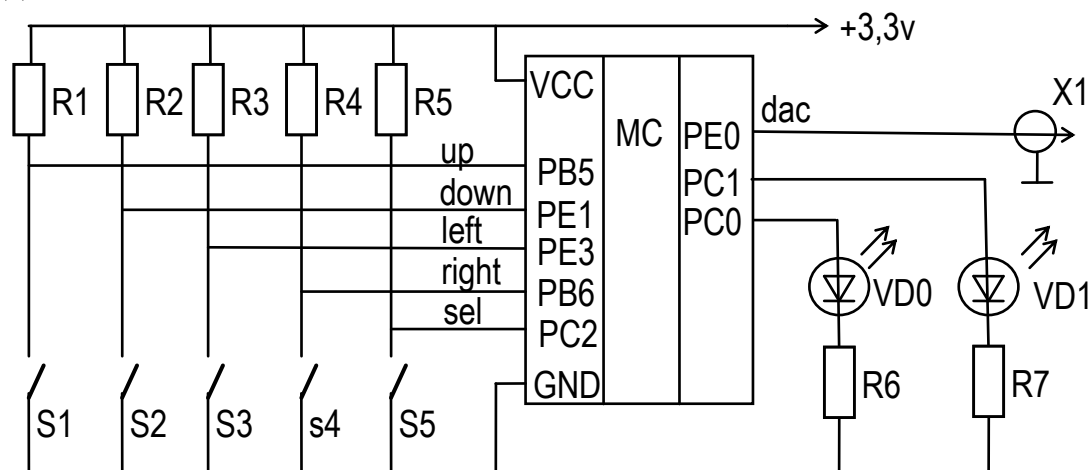 +3,3v
R1
R2
R3
R4
R5
VCC
MC
PE0
dac
X1
up
PB5
PC1
down
PE1
PC0
left
PE3
right
PB6
VD0
VD1
sel
PC2
GND
R6
R7
S1
S2
S3
s4
S5